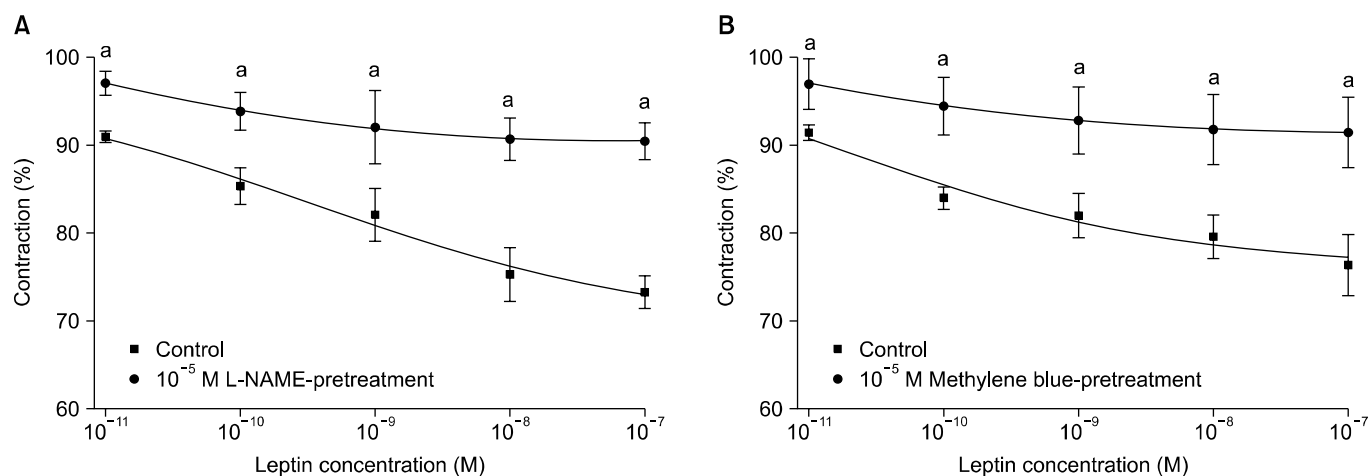 A
a
a
a
a
a
100
90
80
70
60
Contraction (%)
Control
10⁻⁵ M L-NAME-pretreatment
10⁻¹¹ 10⁻¹⁰ 10⁻⁹ 10⁻⁸ 10⁻⁷
Leptin concentration (M)
B
a
a
a
a
a
100
90
80
70
60
Contraction (%)
Control
10⁻⁵ M Methylene blue-pretreatment
10⁻¹¹ 10⁻¹⁰ 10⁻⁹ 10⁻⁸ 10⁻⁷
Leptin concentration (M)